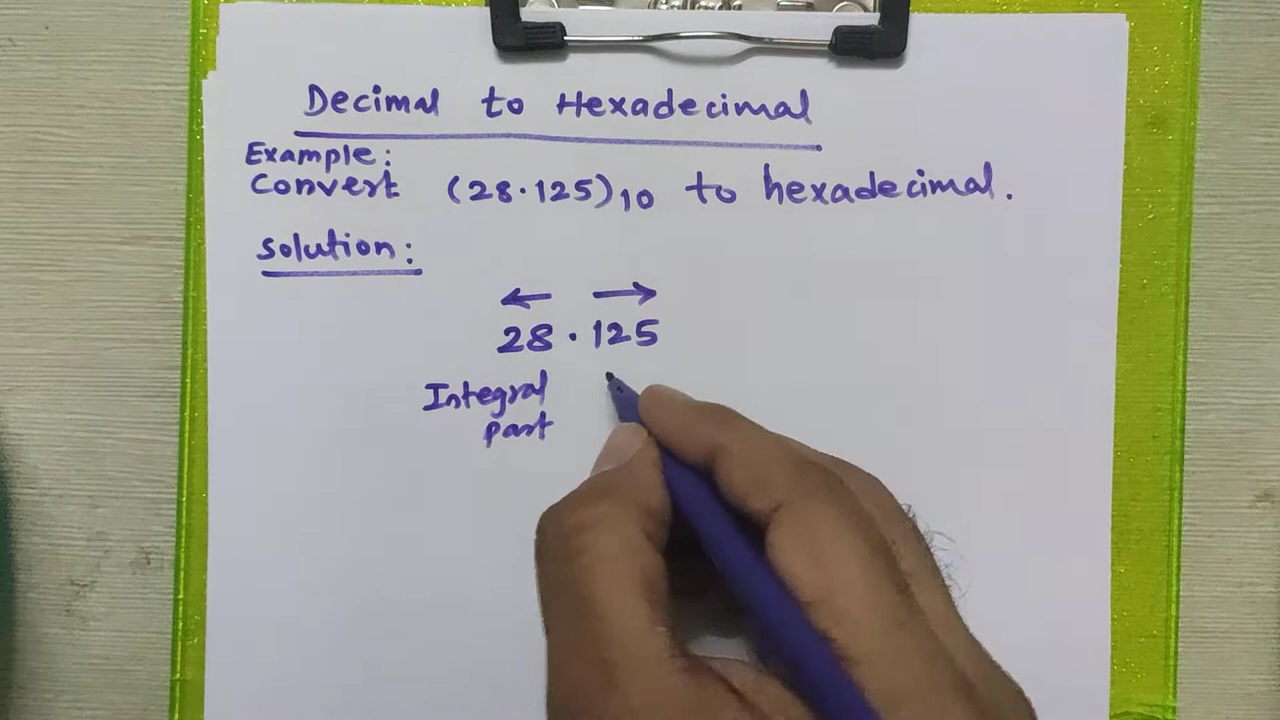 Decimal to Hexadecimal
Example:
Convert (28.125)10 to hexadecimal.
Solution:
← →
28.125
Integral
part